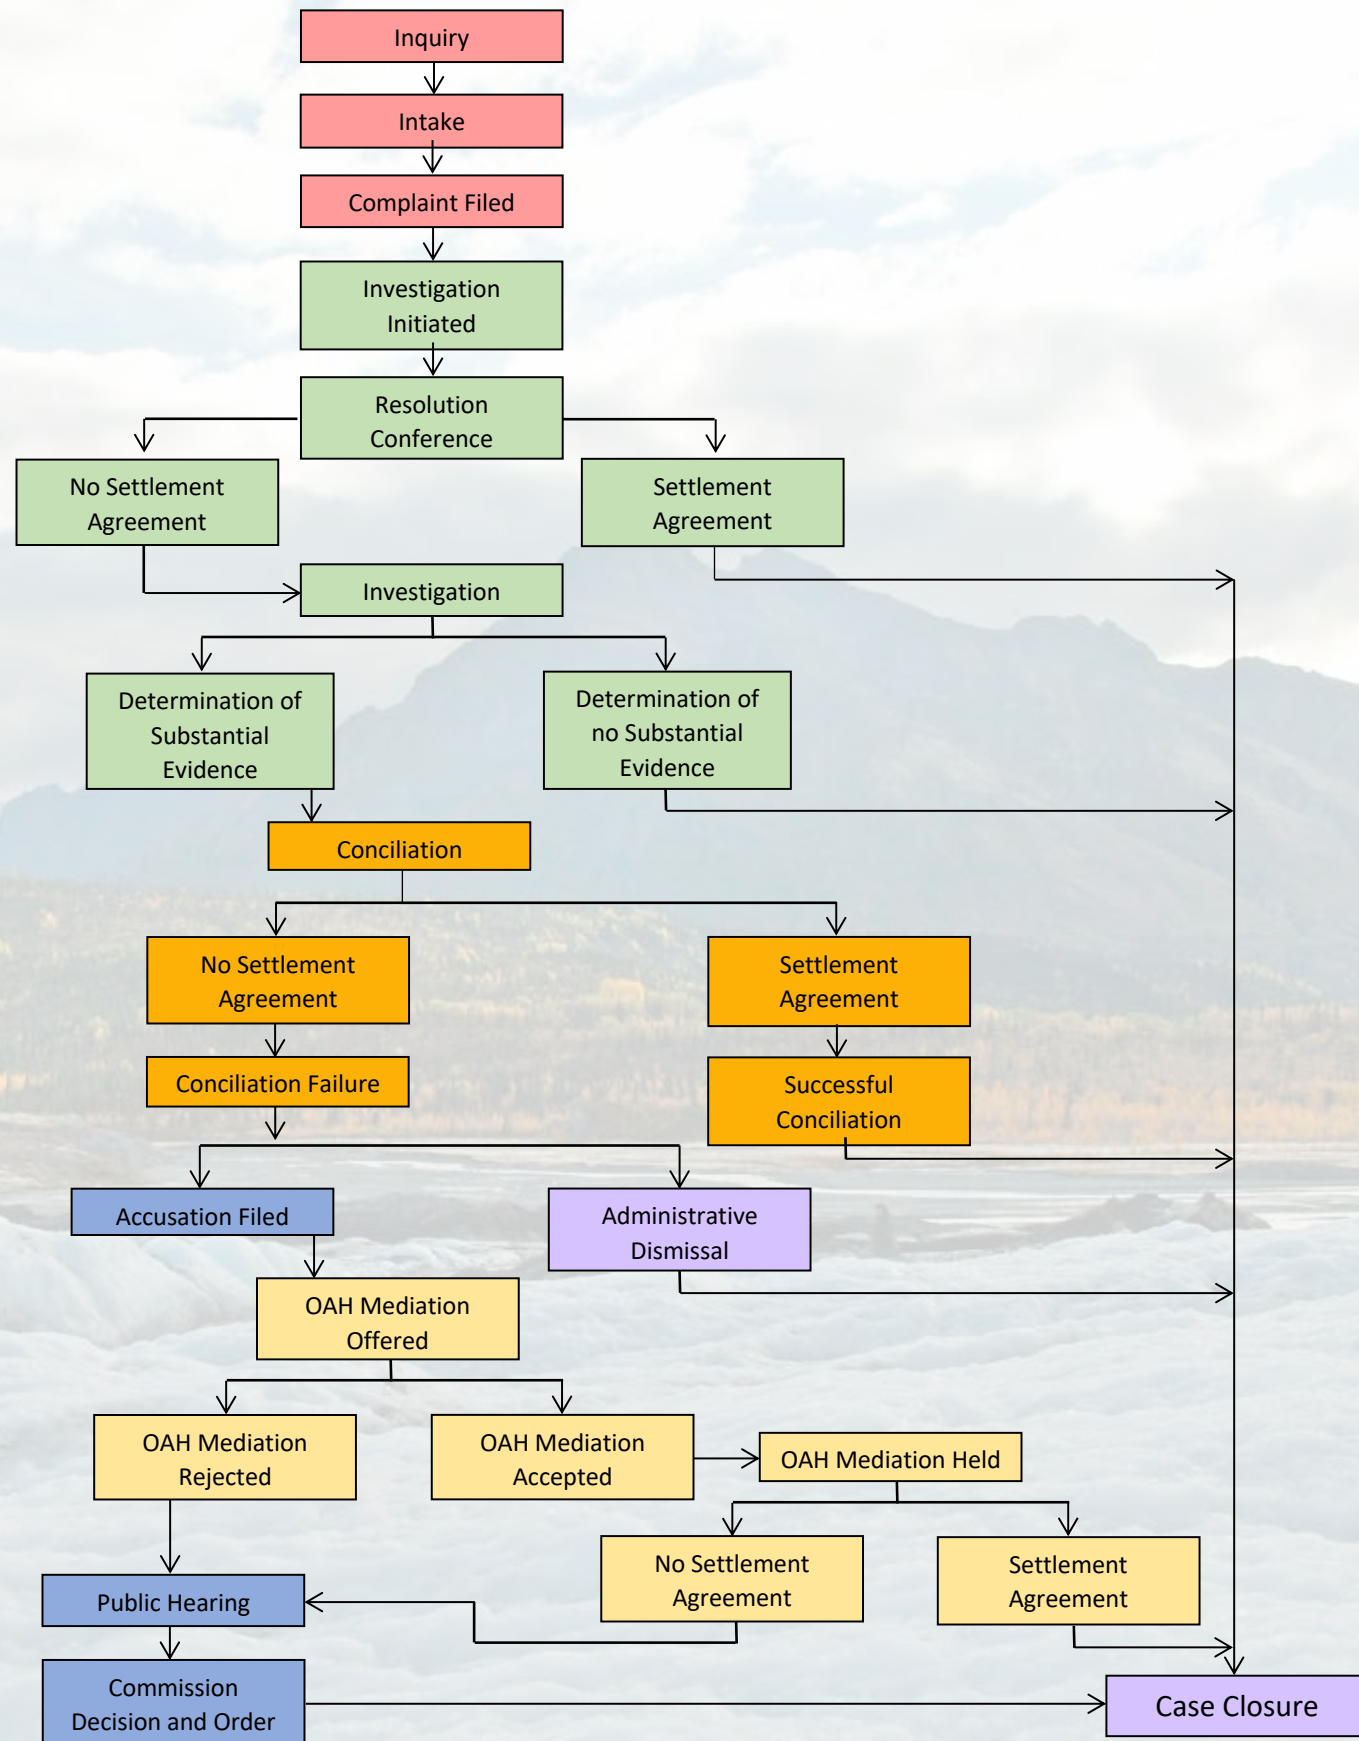 Inquiry
Intake
Complaint Filed
Investigation
Initiated
Resolution
Conference
No Settlement
Agreement
Settlement
Agreement
Investigation
Determination of
Substantial
Evidence
Determination of
no Substantial
Evidence
Conciliation
No Settlement
Agreement
Settlement
Agreement
Conciliation Failure
Successful
Conciliation
Accusation Filed
Administrative
Dismissal
OAH Mediation
Offered
OAH Mediation
Rejected
OAH Mediation
Accepted
OAH Mediation Held
No Settlement
Agreement
Settlement
Agreement
Public Hearing
Commission
Decision and Order
Case Closure